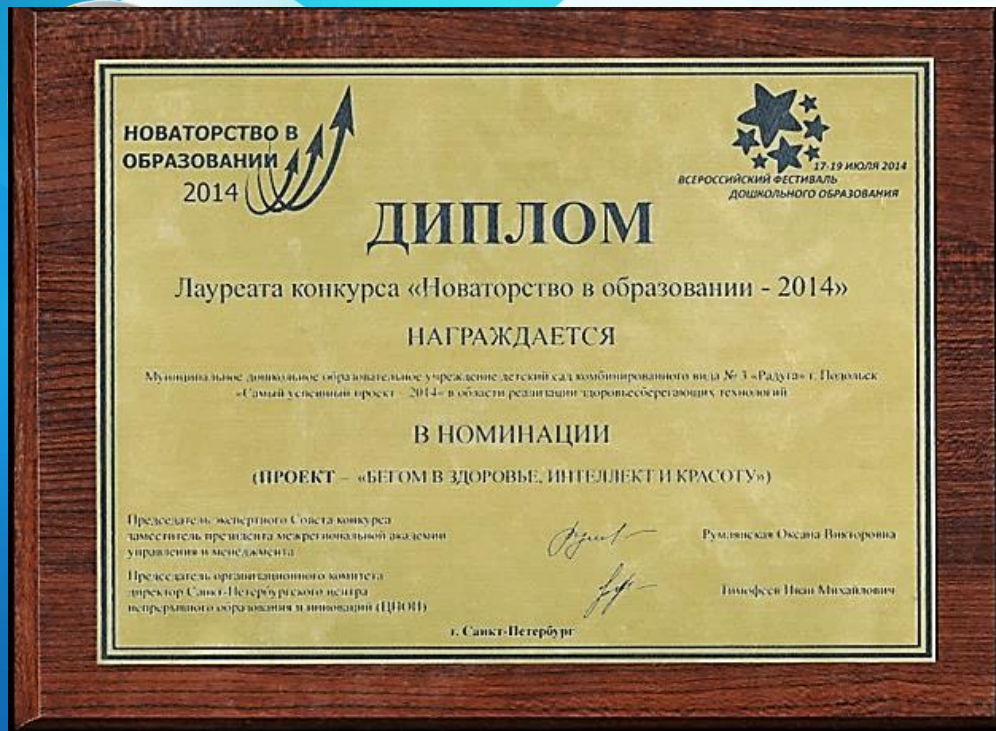 НОВАТОРСТВО В
ОБРАЗОВАНИИ
2014
17-19 ИЮЛЯ 2014
ВСЕРОССИЙСКИЙ ФЕСТИВАЛЬ
ДОШКОЛЬНОГО ОБРАЗОВАНИЯ
ДИПЛОМ
Лауреата конкурса «Новаторство в образовании - 2014»
НАГРАЖДАЕТСЯ
Муниципальное дошкольное образовательное учреждение детский сад комбинированного вида № 3 «Радуга» г. Подольск
«Самый успешный проект – 2014» в области реализации здоровьесберегающих технологий
В НОМИНАЦИИ
(ПРОЕКТ – «БЕГОМ В ЗДОРОВЬЕ, ИНТЕЛЛЕКТ И КРАСОТУ»)
Председатель экспертного Совета конкурса
заместитель президента межрегиональной академии
управления и менеджмента
Румянская Оксана Викторовна
Председатель организационного комитета
директор Санкт-Петербургского центра
непрерывного образования и инноваций (ЦНОИ)
Тимофеев Иван Михайлович
г. Санкт-Петербург